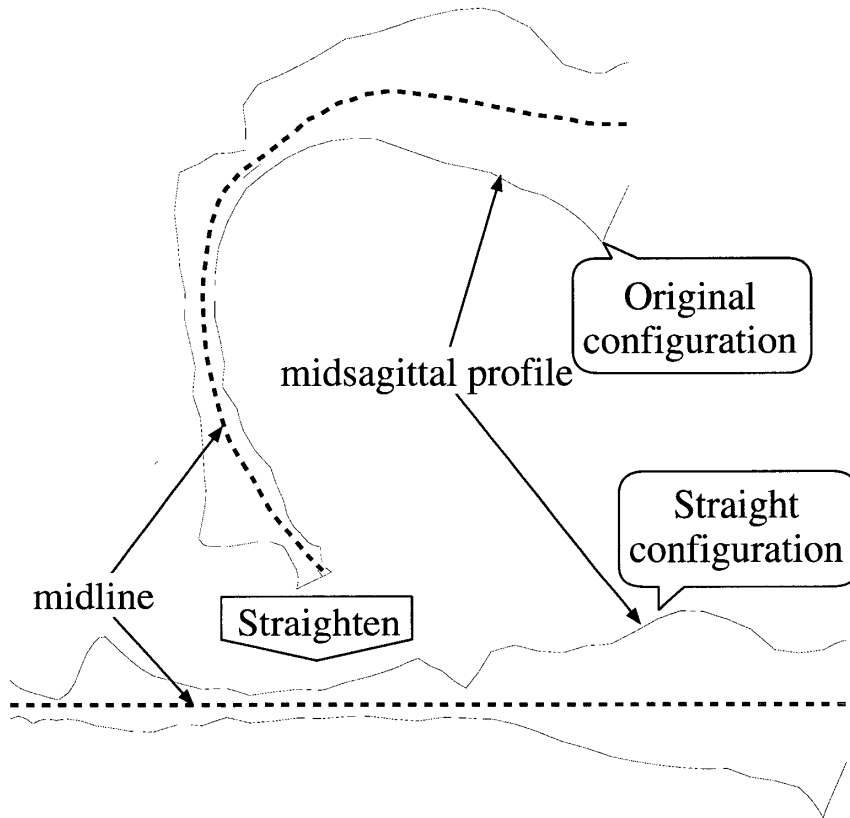 Original
configuration
midsagittal profile
Straight
configuration
midline
Straighten